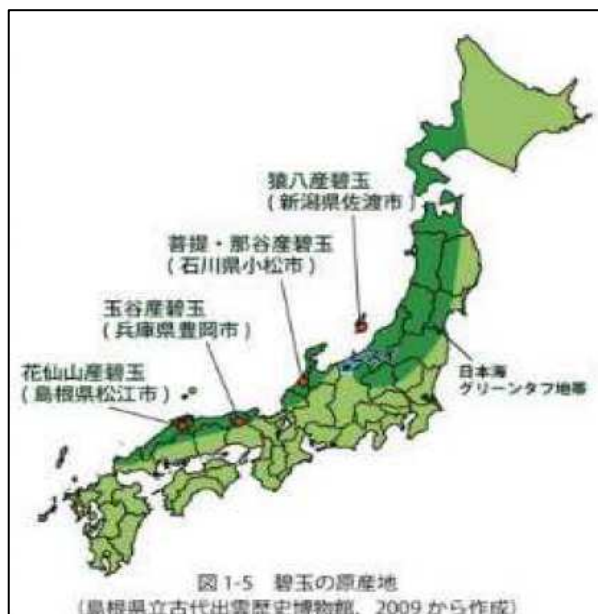 猿八産碧玉
(新潟県佐渡市)
菩提・那谷産碧玉
(石川県小松市)
玉谷産碧玉
(兵庫県豊岡市)
花仙山産碧玉
(島根県松江市)
日本海
グリーンタフ地帯
図 1-5 碧玉の原産地
(島根県立古代出雲歴史博物館、2009 から作成)